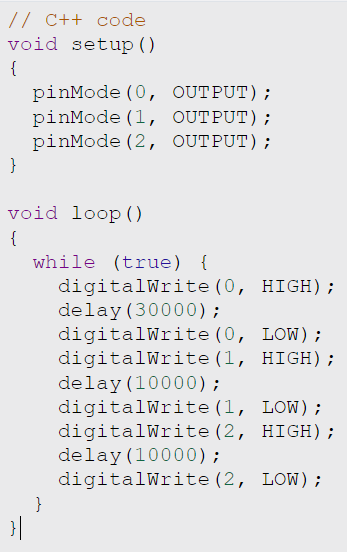 // C++ code
void setup()
{
  pinMode(0, OUTPUT);
  pinMode(1, OUTPUT);
  pinMode(2, OUTPUT);
}

void loop()
{
  while (true) {
    digitalWrite(0, HIGH);
    delay(30000);
    digitalWrite(0, LOW);
    digitalWrite(1, HIGH);
    delay(10000);
    digitalWrite(1, LOW);
    digitalWrite(2, HIGH);
    delay(10000);
    digitalWrite(2, LOW);
  }
}